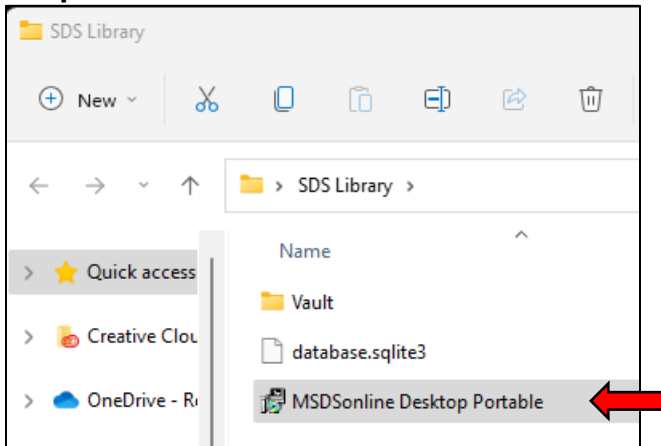 SDS Library
New
SDS Library
Name
Quick access
Vault
Creative Clou
database.sqlite3
OneDrive - R
MSDSonline Desktop Portable